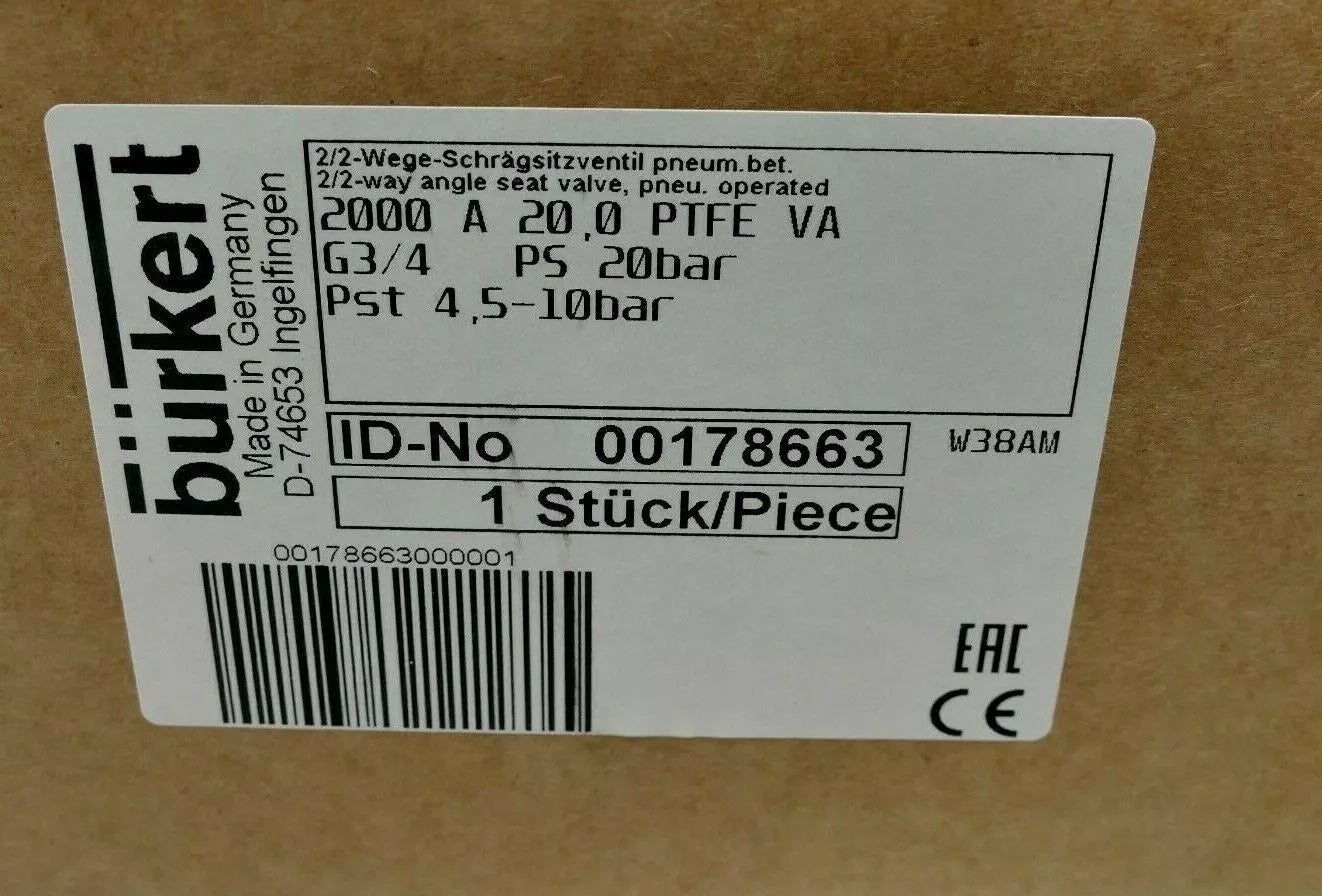 bürkert
Made in Germany
D-74653 Ingelfingen
2/2-Wege-Schrägsitzventil pneum.bet.
2/2-way angle seat valve, pneu. operated
2000 A 20,0 PTFE VA
G3/4 PS 20bar
Pst 4,5-10bar
ID-No 00178663
W38AM
1 Stück/Piece
00178663000001
EAC
CE